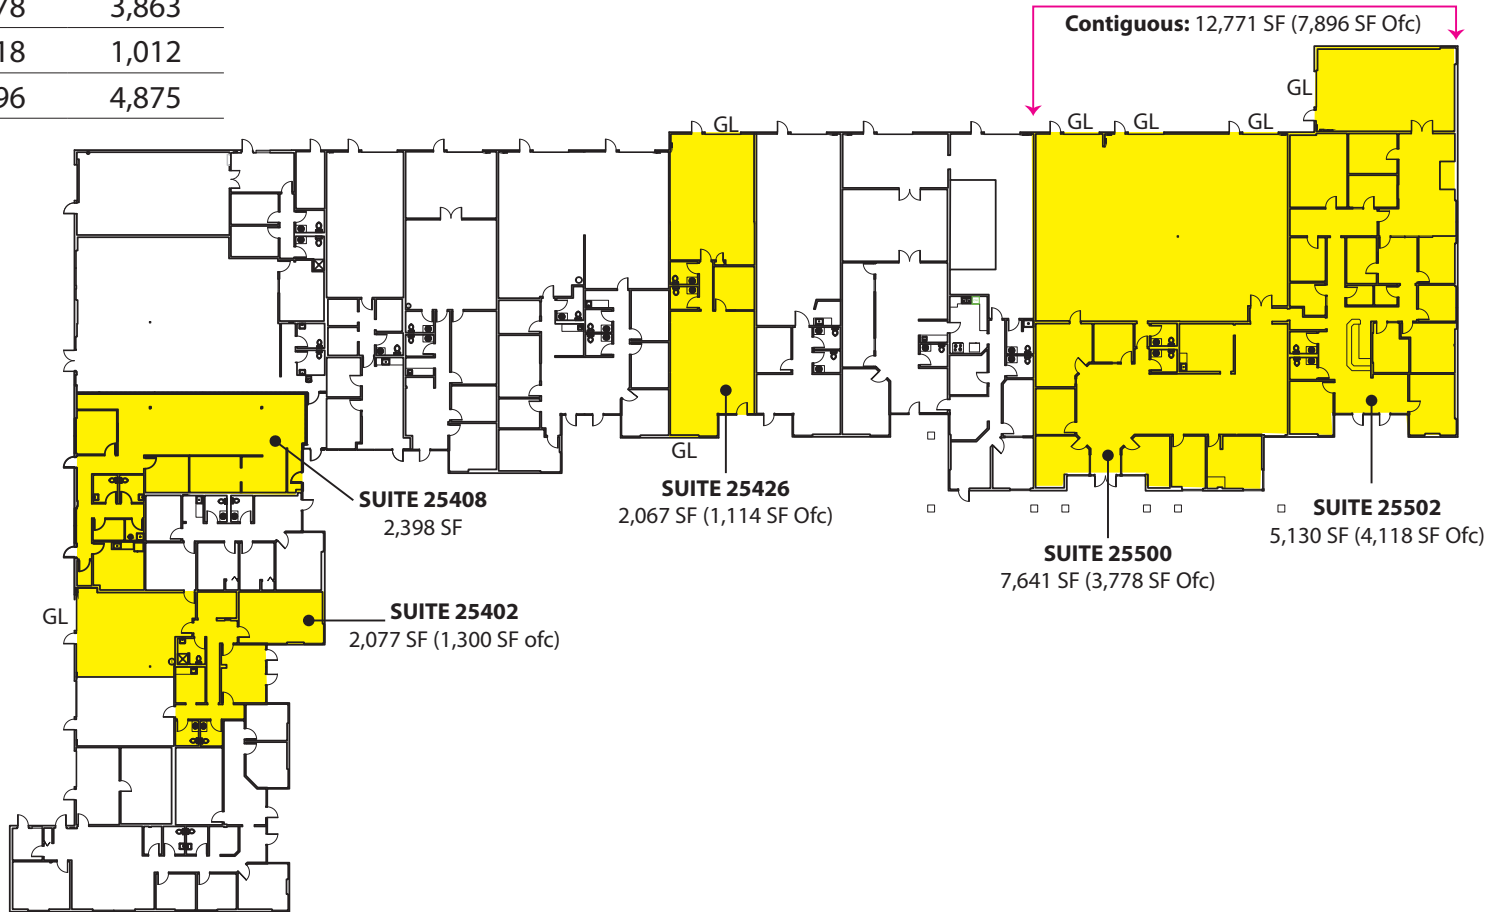 78 3,863
18 1,012
96 4,875
Contiguous: 12,771 SF (7,896 SF Ofc)
GL
GL
GL
GL
GL
GL
SUITE 25408
2,398 SF
SUITE 25426
2,067 SF (1,114 SF Ofc)
SUITE 25502
5,130 SF (4,118 SF Ofc)
SUITE 25500
7,641 SF (3,778 SF Ofc)
GL
SUITE 25402
2,077 SF (1,300 SF ofc)